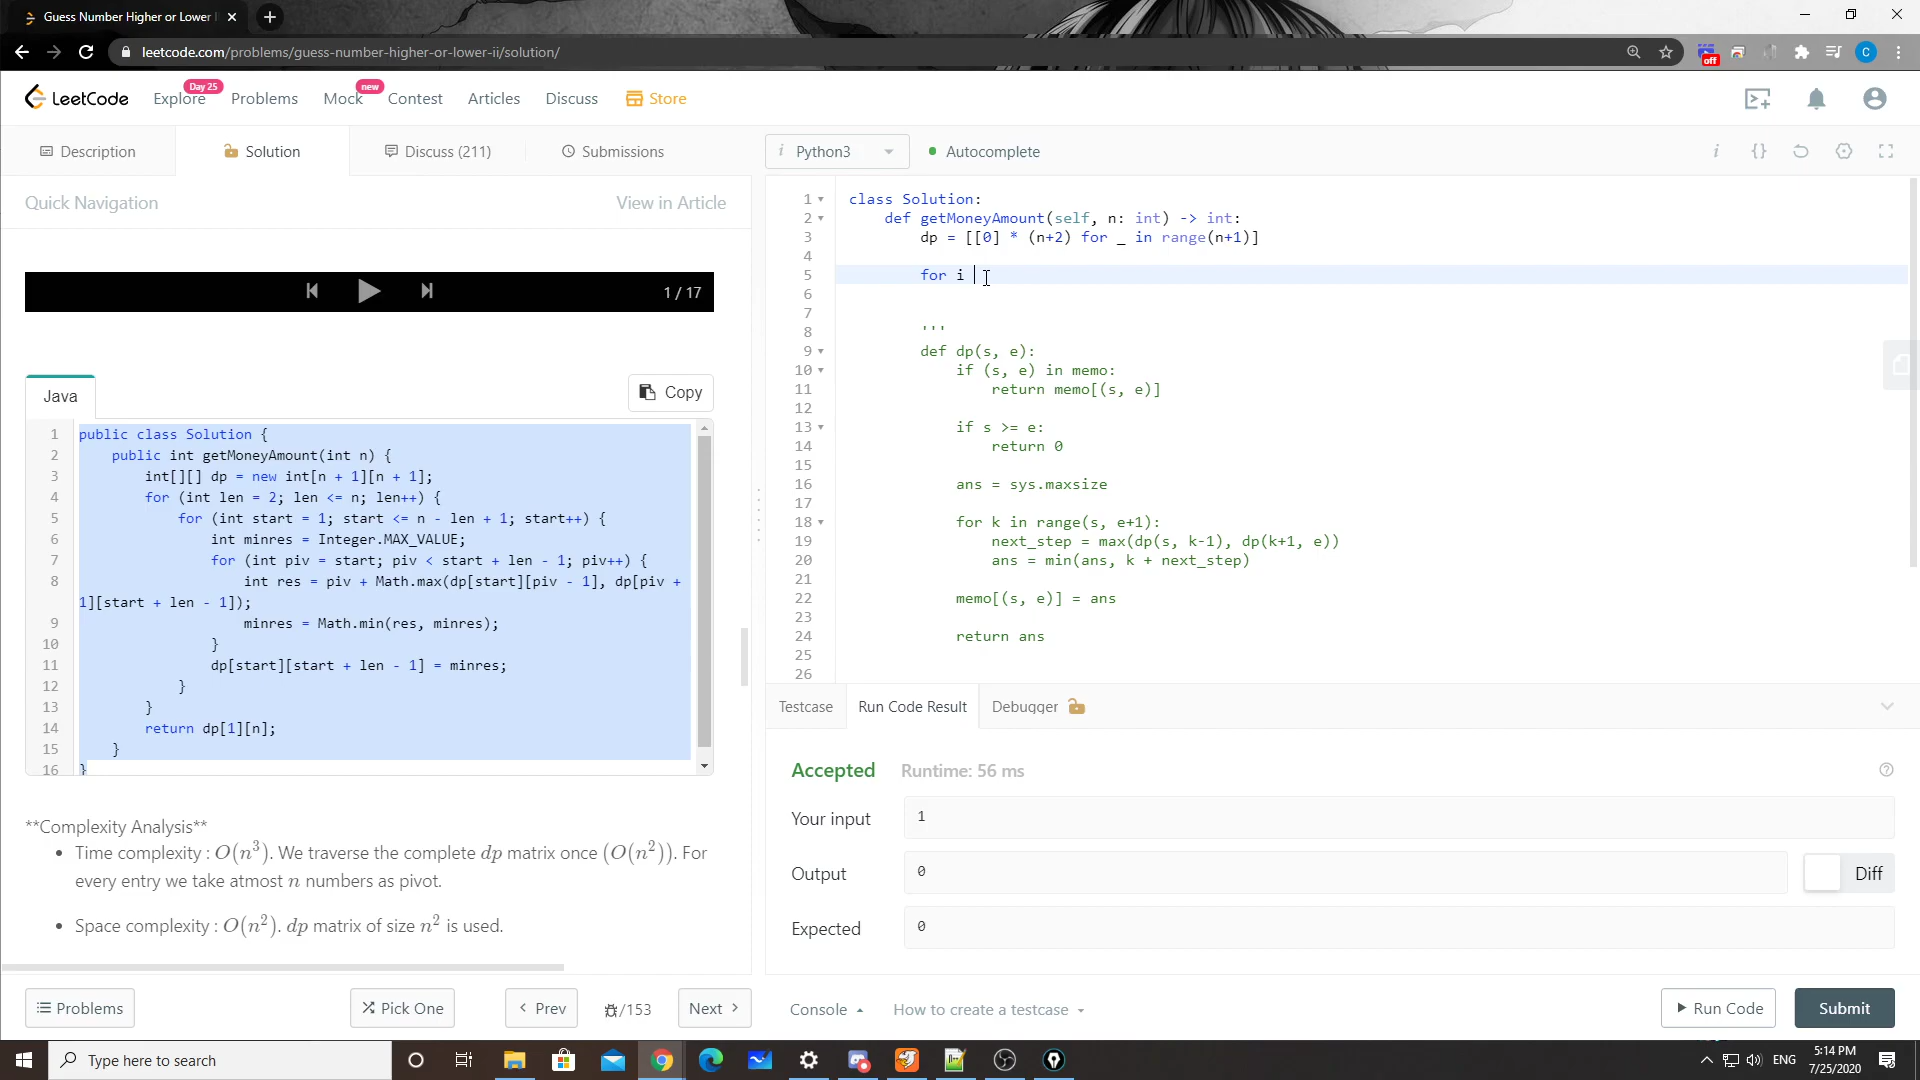 Guess Number Higher or Lower
leetcode.com/problems/guess-number-higher-or-lower-ii/solution/
off
C
LeetCode
Explore
Day 25
Problems
Mock
new
Contest
Articles
Discuss
Store
Description
Solution
Discuss (211)
Submissions
i Python3
Autocomplete
Quick Navigation
View in Article
1 / 17
Java
Copy
1 public class Solution {
2 public int getMoneyAmount(int n) {
3 int[][] dp = new int[n + 1][n + 1];
4 for (int len = 2; len <= n; len++) {
5 for (int start = 1; start <= n - len + 1; start++) {
6 int minres = Integer.MAX_VALUE;
7 for (int piv = start; piv < start + len - 1; piv++) {
8 int res = piv + Math.max(dp[start][piv - 1], dp[piv +
1][start + len - 1]);
9 minres = Math.min(res, minres);
10 }
11 dp[start][start + len - 1] = minres;
12 }
13 }
14 return dp[1][n];
15 }
16 }
**Complexity Analysis**
• Time complexity : O(n³). We traverse the complete dp matrix once (O(n²)). For
every entry we take atmost n numbers as pivot.
• Space complexity : O(n²). dp matrix of size n² is used.
Problems
Pick One
Prev
/153
Next
1 class Solution:
2 def getMoneyAmount(self, n: int) -> int:
3 dp = [[0] * (n+2) for _ in range(n+1)]
4
5 for i
6
7
8 '''
9 def dp(s, e):
10 if (s, e) in memo:
11 return memo[(s, e)]
12
13 if s >= e:
14 return 0
15
16 ans = sys.maxsize
17
18 for k in range(s, e+1):
19 next_step = max(dp(s, k-1), dp(k+1, e))
20 ans = min(ans, k + next_step)
21
22 memo[(s, e)] = ans
23
24 return ans
25
26
Testcase
Run Code Result
Debugger
Accepted
Runtime: 56 ms
Your input
1
Output
0
Diff
Expected
0
Console
How to create a testcase
Run Code
Submit
Type here to search
ENG
5:14 PM
7/25/2020